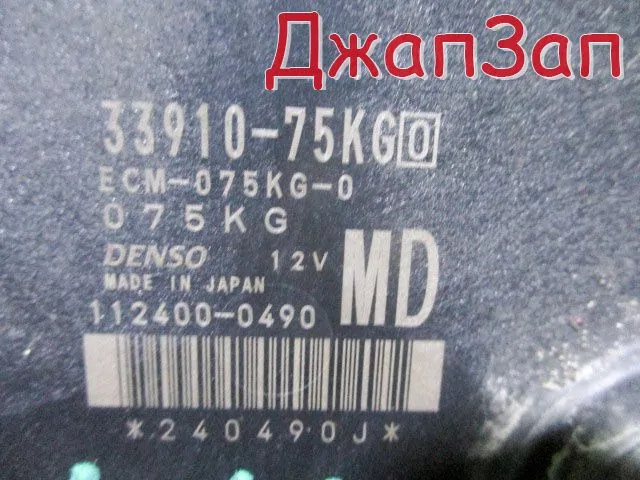 ДжапЗап
33910-75KG0
ECM-075KG-0
075KG
DENSO 12V MD
MADE IN JAPAN
112400-0490
*240490J*